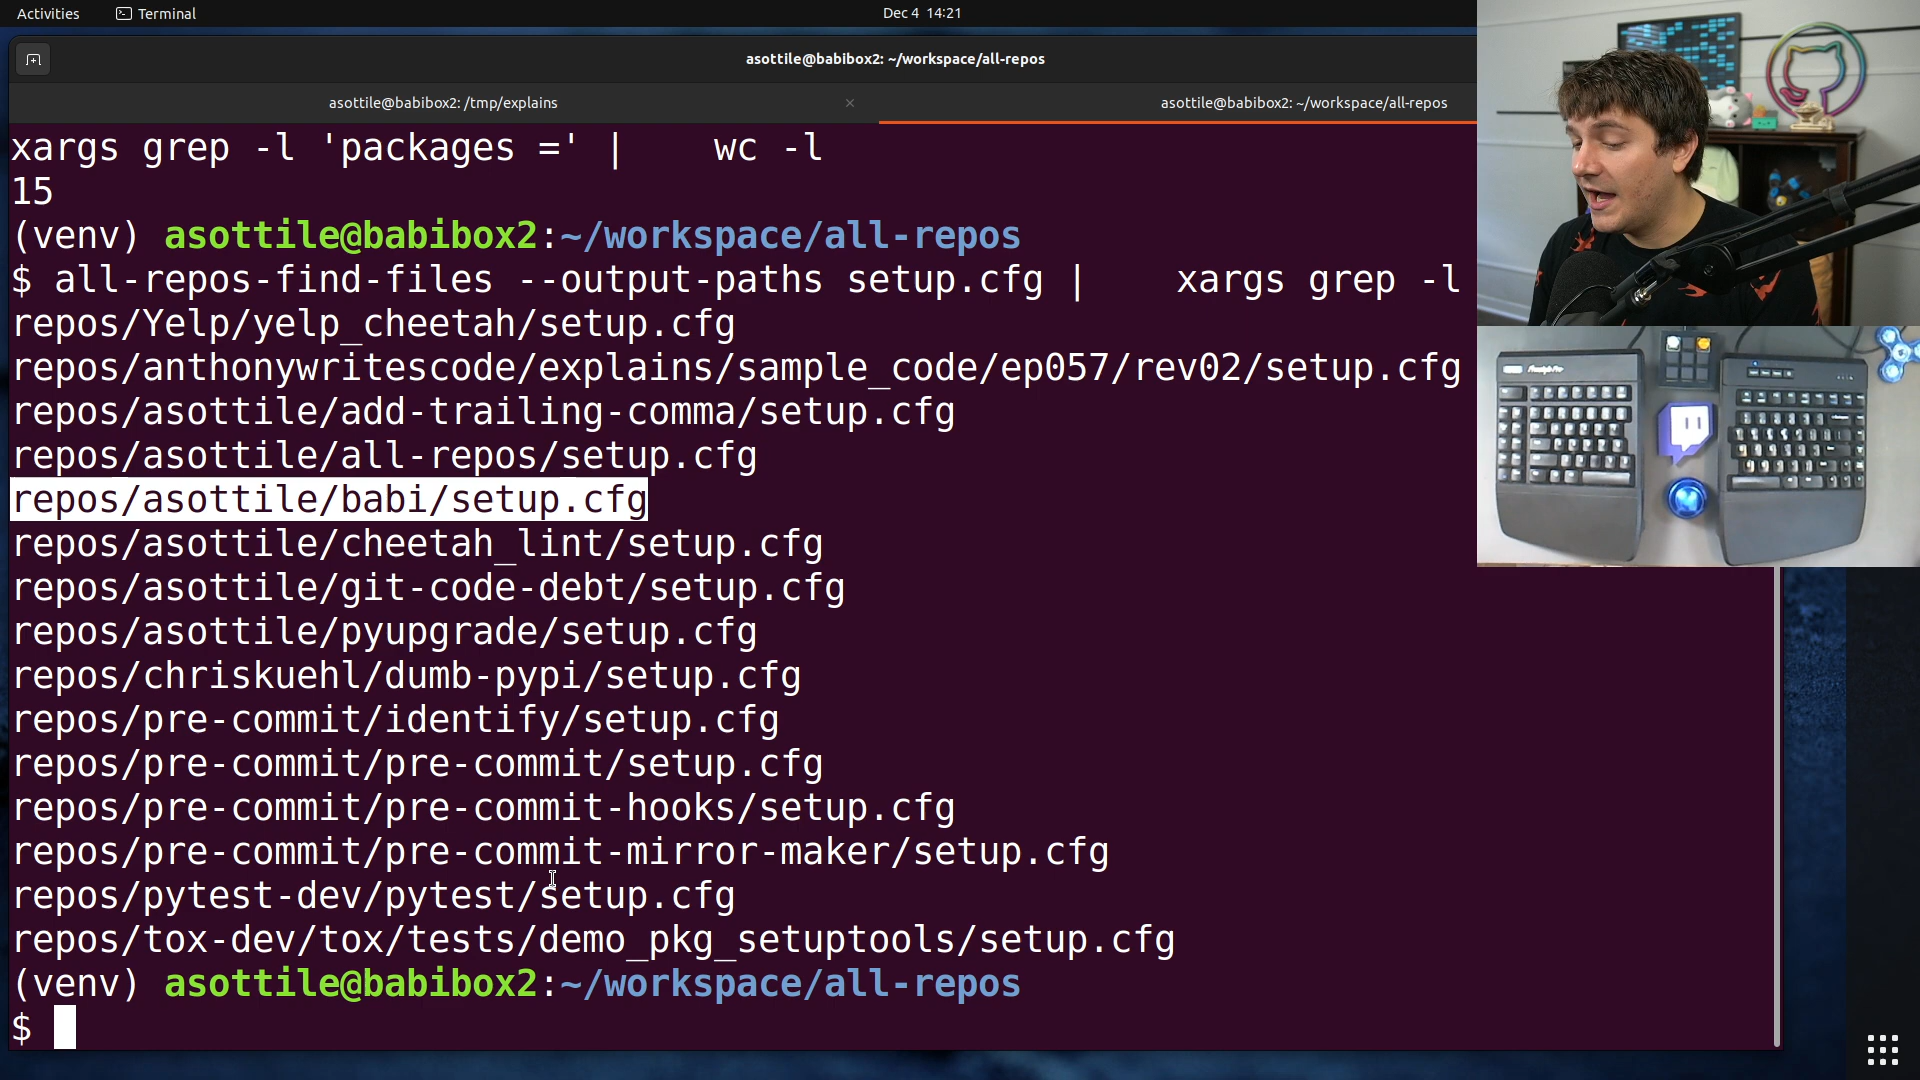 Activities
Terminal
Dec 4 14:21
asottile@babibox2: ~/workspace/all-repos
asottile@babibox2: /tmp/explains
asottile@babibox2: ~/workspace/all-repos
xargs grep -l 'packages =' |    wc -l
15
(venv) asottile@babibox2:~/workspace/all-repos
$ all-repos-find-files --output-paths setup.cfg |    xargs grep -l
repos/Yelp/yelp_cheetah/setup.cfg
repos/anthonywritescode/explains/sample_code/ep057/rev02/setup.cfg
repos/asottile/add-trailing-comma/setup.cfg
repos/asottile/all-repos/setup.cfg
repos/asottile/babi/setup.cfg
repos/asottile/cheetah_lint/setup.cfg
repos/asottile/git-code-debt/setup.cfg
repos/asottile/pyupgrade/setup.cfg
repos/chriskuehl/dumb-pypi/setup.cfg
repos/pre-commit/identify/setup.cfg
repos/pre-commit/pre-commit/setup.cfg
repos/pre-commit/pre-commit-hooks/setup.cfg
repos/pre-commit/pre-commit-mirror-maker/setup.cfg
repos/pytest-dev/pytest/setup.cfg
repos/tox-dev/tox/tests/demo_pkg_setuptools/setup.cfg
(venv) asottile@babibox2:~/workspace/all-repos
$